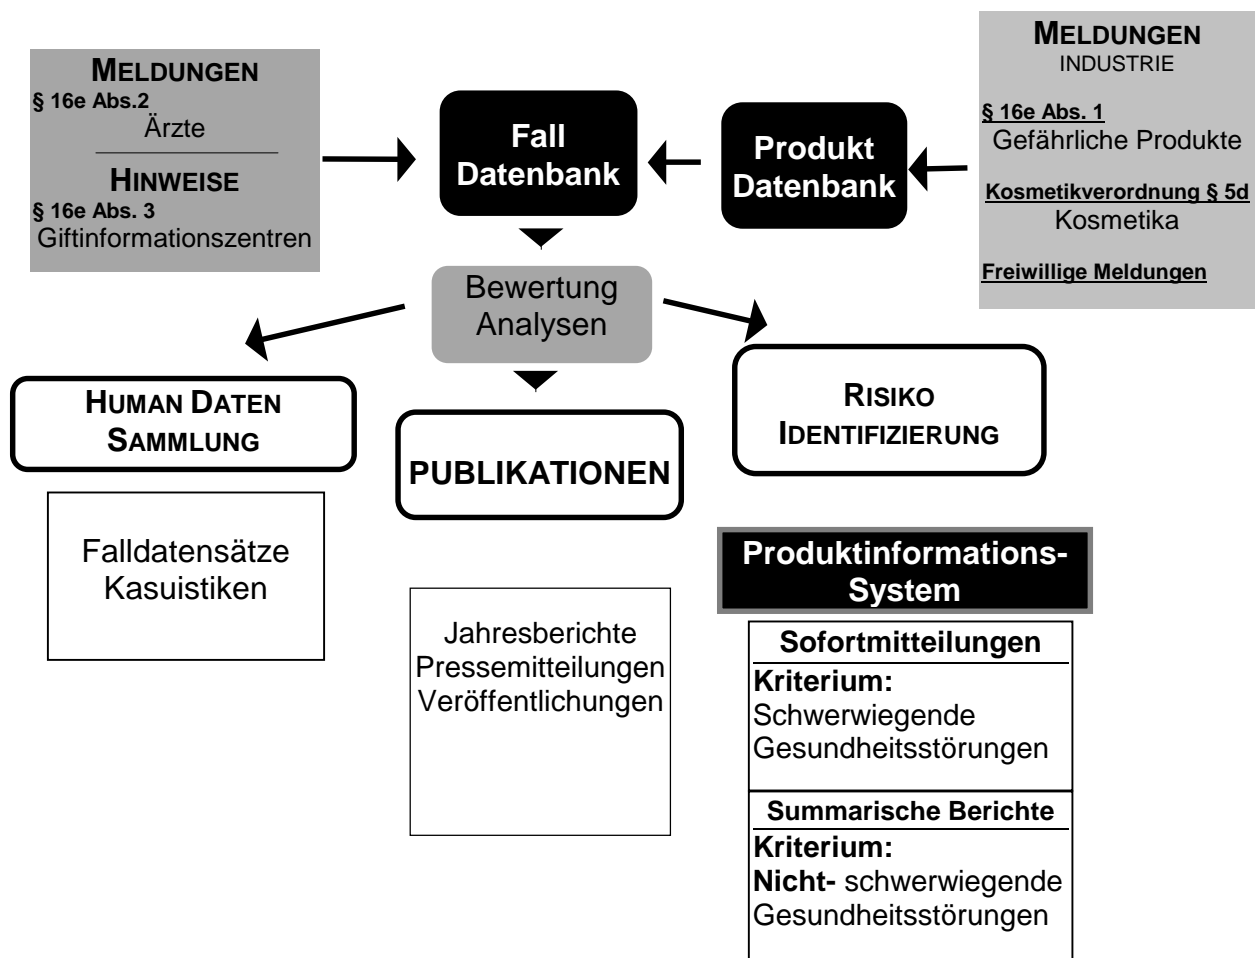 MELDUNGEN
§ 16e Abs.2
Ärzte
HINWEISE
§ 16e Abs. 3
Giftinformationszentren
Fall
Datenbank
Produkt
Datenbank
MELDUNGEN
INDUSTRIE
§ 16e Abs. 1
Gefährliche Produkte
Kosmetikverordnung § 5d
Kosmetika
Freiwillige Meldungen
Bewertung
Analysen
HUMAN DATEN
SAMMLUNG
Falldatensätze
Kasuistiken
PUBLIKATIONEN
Jahresberichte
Pressemitteilungen
Veröffentlichungen
RISIKO
IDENTIFIZIERUNG
Produktinformations-
System
Sofortmitteilungen
Kriterium:
Schwerwiegende
Gesundheitsstörungen
Summarische Berichte
Kriterium:
Nicht- schwerwiegende
Gesundheitsstörungen